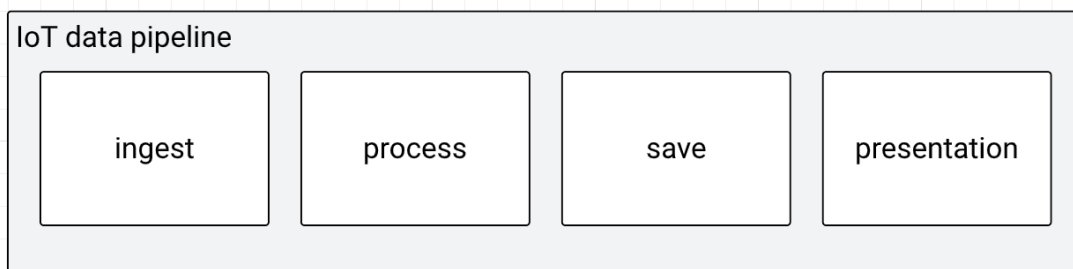 IoT data pipeline
ingest
process
save
presentation